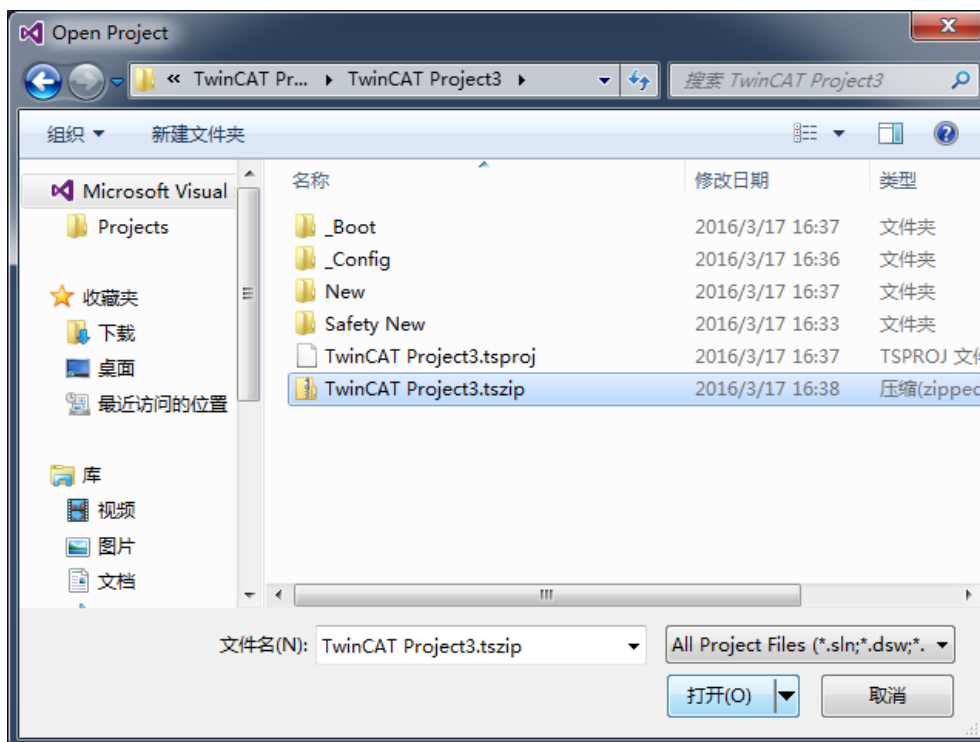 Open Project
« TwinCAT Pr... TwinCAT Project3
搜索 TwinCAT Project3
组织 新建文件夹
Microsoft Visual
Projects
收藏夹
下载
桌面
最近访问的位置
库
视频
图片
文档
名称 修改日期 类型
_Boot 2016/3/17 16:37 文件夹
_Config 2016/3/17 16:36 文件夹
New 2016/3/17 16:37 文件夹
Safety New 2016/3/17 16:33 文件夹
TwinCAT Project3.tsproj 2016/3/17 16:37 TSPROJ 文件
TwinCAT Project3.tszip 2016/3/17 16:38 压缩(zipped
文件名(N): TwinCAT Project3.tszip All Project Files (*.sln;*.dsw;*.
打开(O) 取消